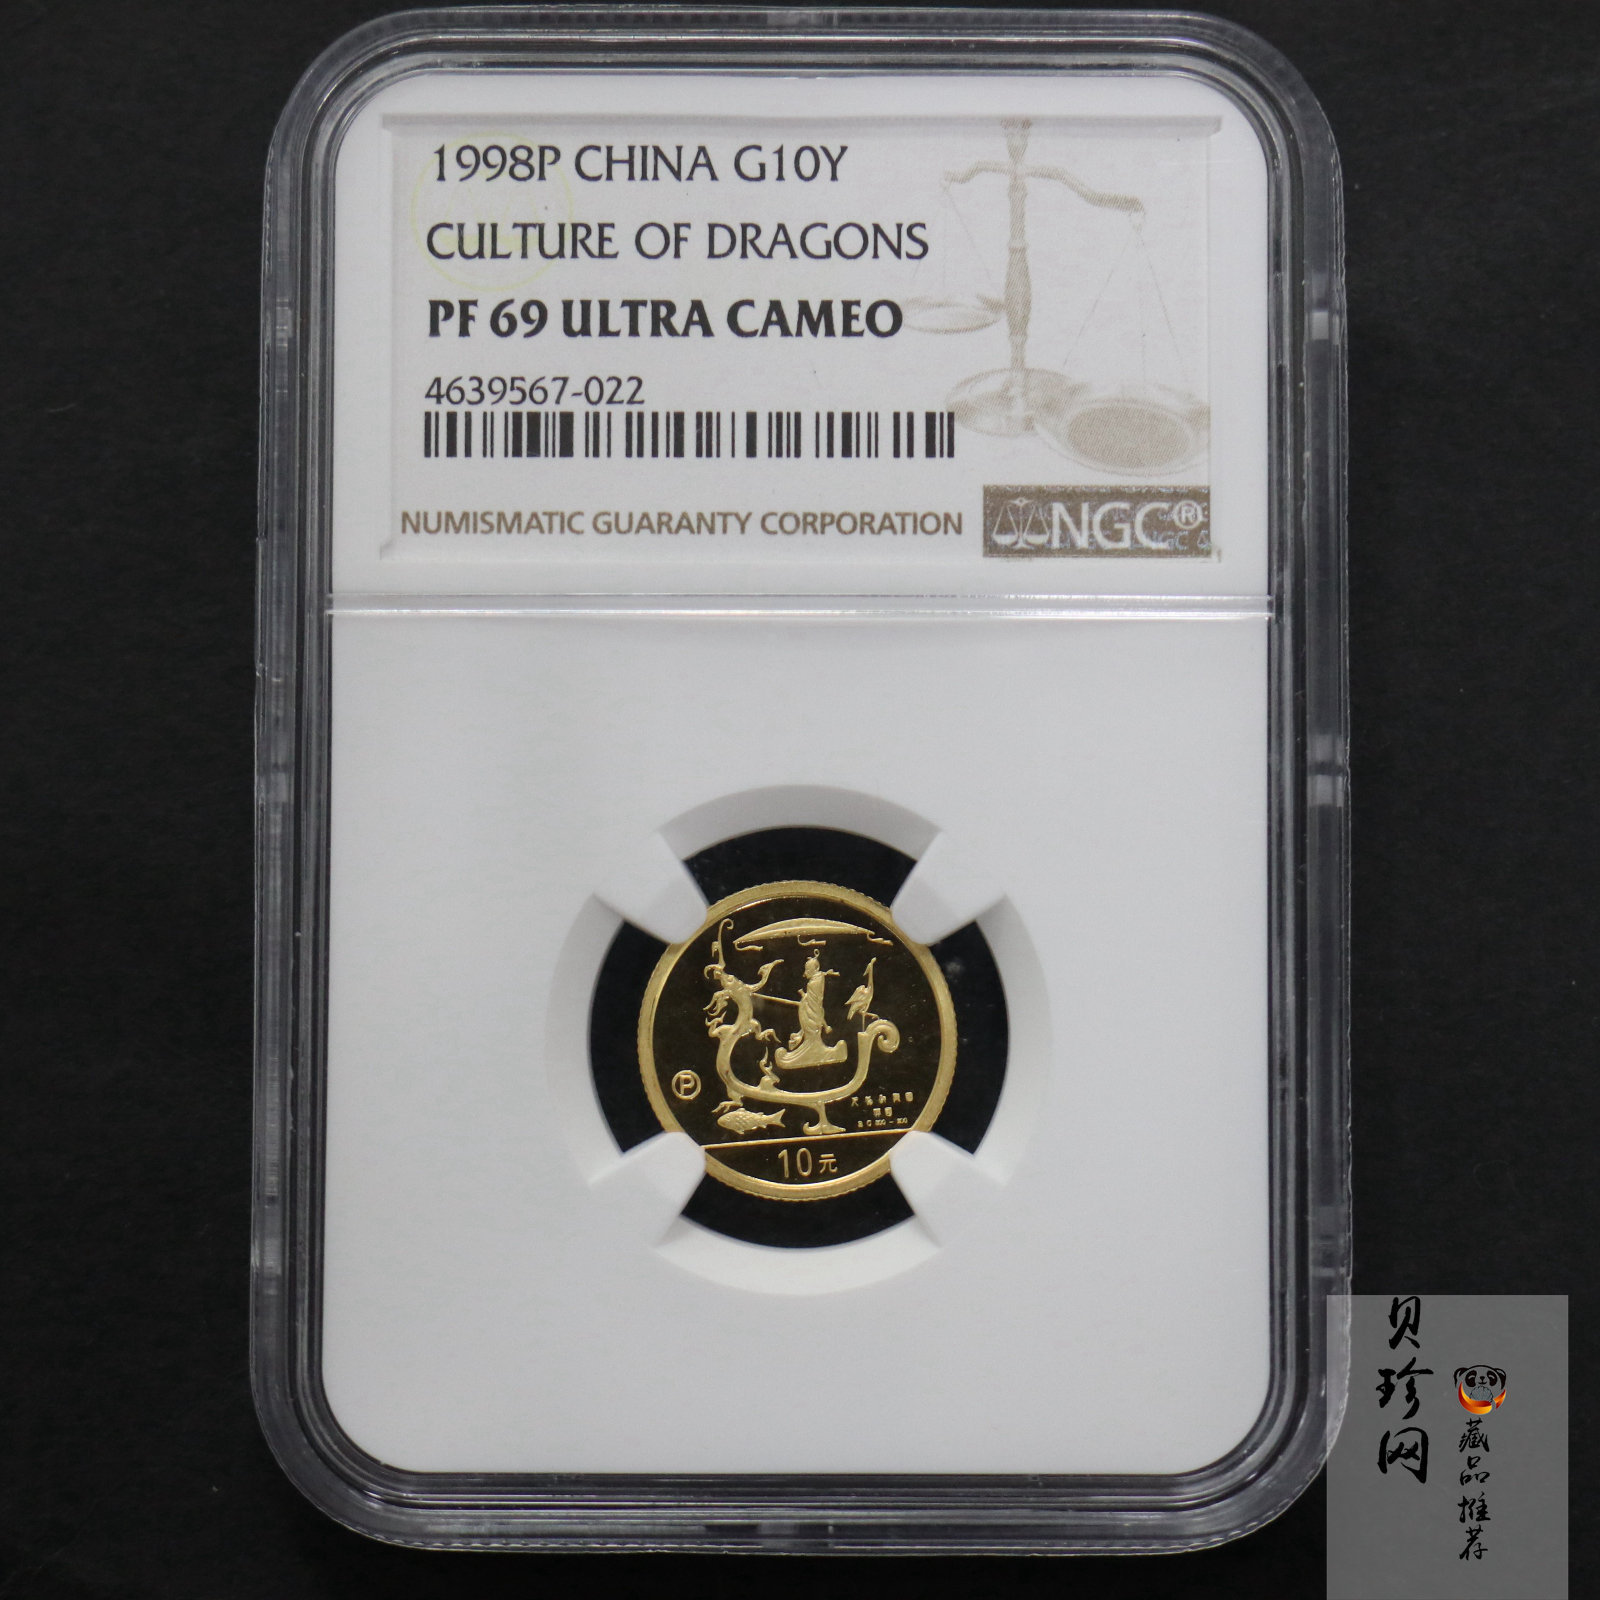 1998P CHINA G10Y
CULTURE OF DRAGONS
PF 69 ULTRA CAMEO
4639567-022
NUMISMATIC GUARANTY CORPORATION
NGC®
P
10元
贝珍网
藏品推荐